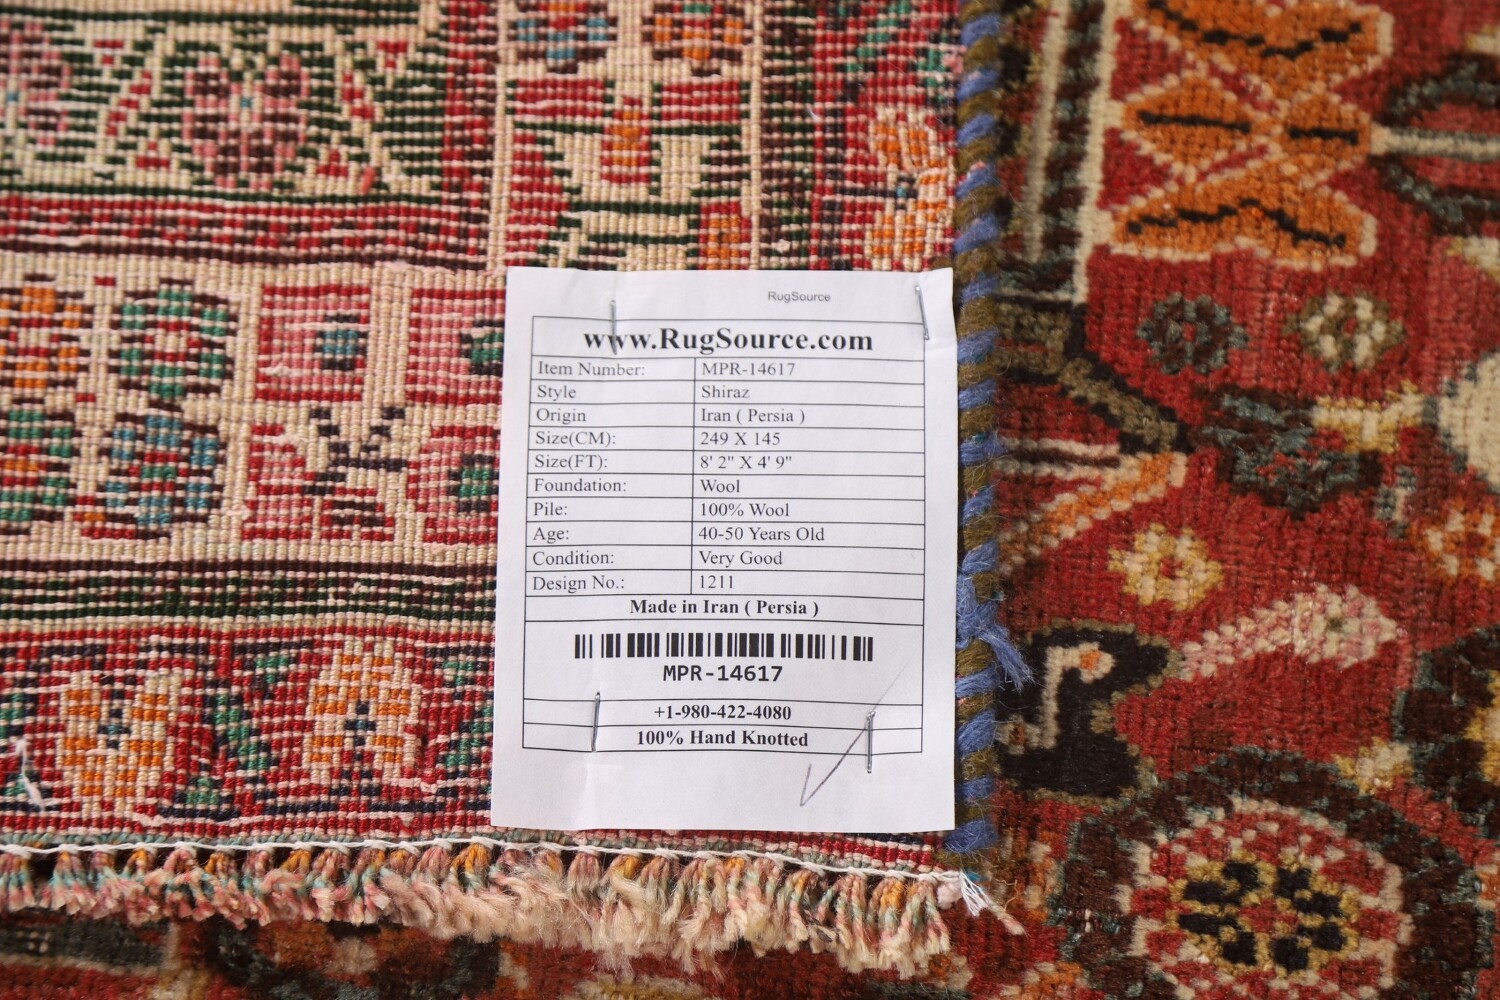 RugSource
www.RugSource.com
Item Number: MPR-14617
Style Shiraz
Origin Iran ( Persia )
Size(CM): 249 X 145
Size(FT): 8' 2" X 4' 9"
Foundation: Wool
Pile: 100% Wool
Age: 40-50 Years Old
Condition: Very Good
Design No.: 1211
Made in Iran ( Persia )
MPR-14617
+1-980-422-4080
100% Hand Knotted